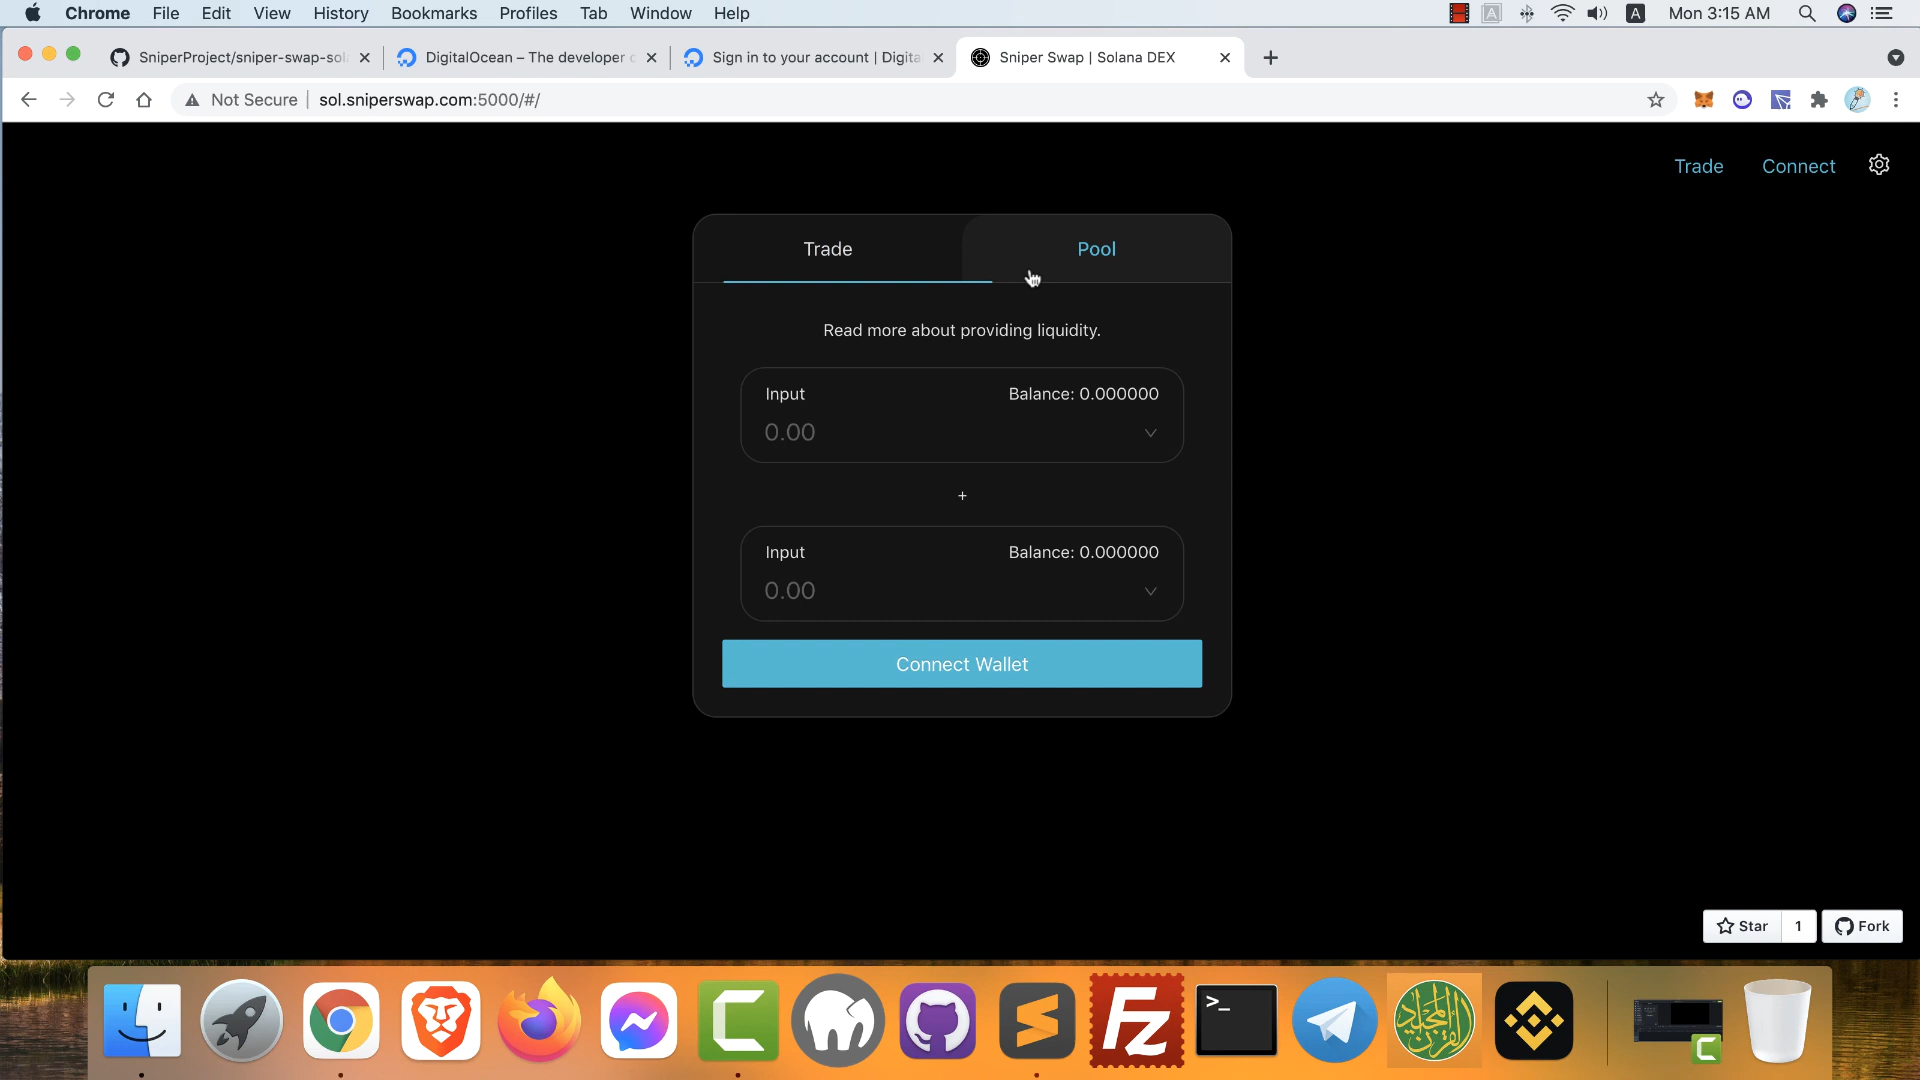 Chrome File Edit View History Bookmarks Profiles Tab Window Help
A A Mon 3:15 AM
SniperProject/sniper-swap-sol
DigitalOcean – The developer c
Sign in to your account | Digita
Sniper Swap | Solana DEX
Not Secure sol.sniperswap.com:5000/#/
Trade Connect
Trade Pool
Read more about providing liquidity.
Input Balance: 0.000000
0.00
+
Input Balance: 0.000000
0.00
Connect Wallet
Star 1 Fork
Fz
>_